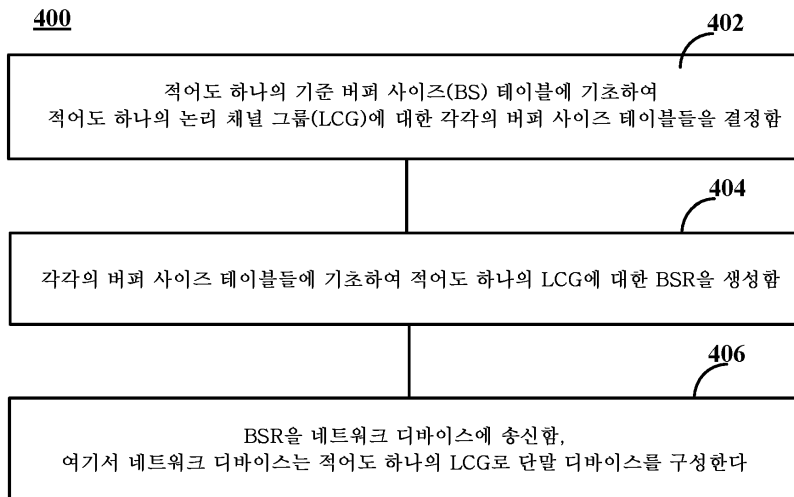 400
402
적어도 하나의 기준 버퍼 사이즈(BS) 테이블에 기초하여
적어도 하나의 논리 채널 그룹(LCG)에 대한 각각의 버퍼 사이즈 테이블들을 결정함
404
각각의 버퍼 사이즈 테이블들에 기초하여 적어도 하나의 LCG에 대한 BSR을 생성함
406
BSR을 네트워크 디바이스에 송신함,
여기서 네트워크 디바이스는 적어도 하나의 LCG로 단말 디바이스를 구성한다